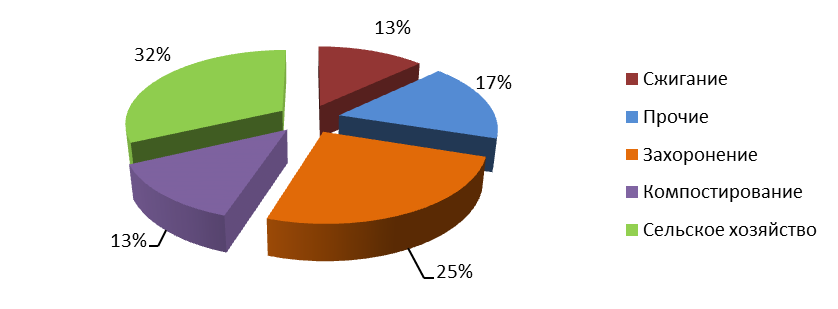 13%
32%
17%
13%
25%
Сжигание
Прочие
Захоронение
Компостирование
Сельское хозяйство